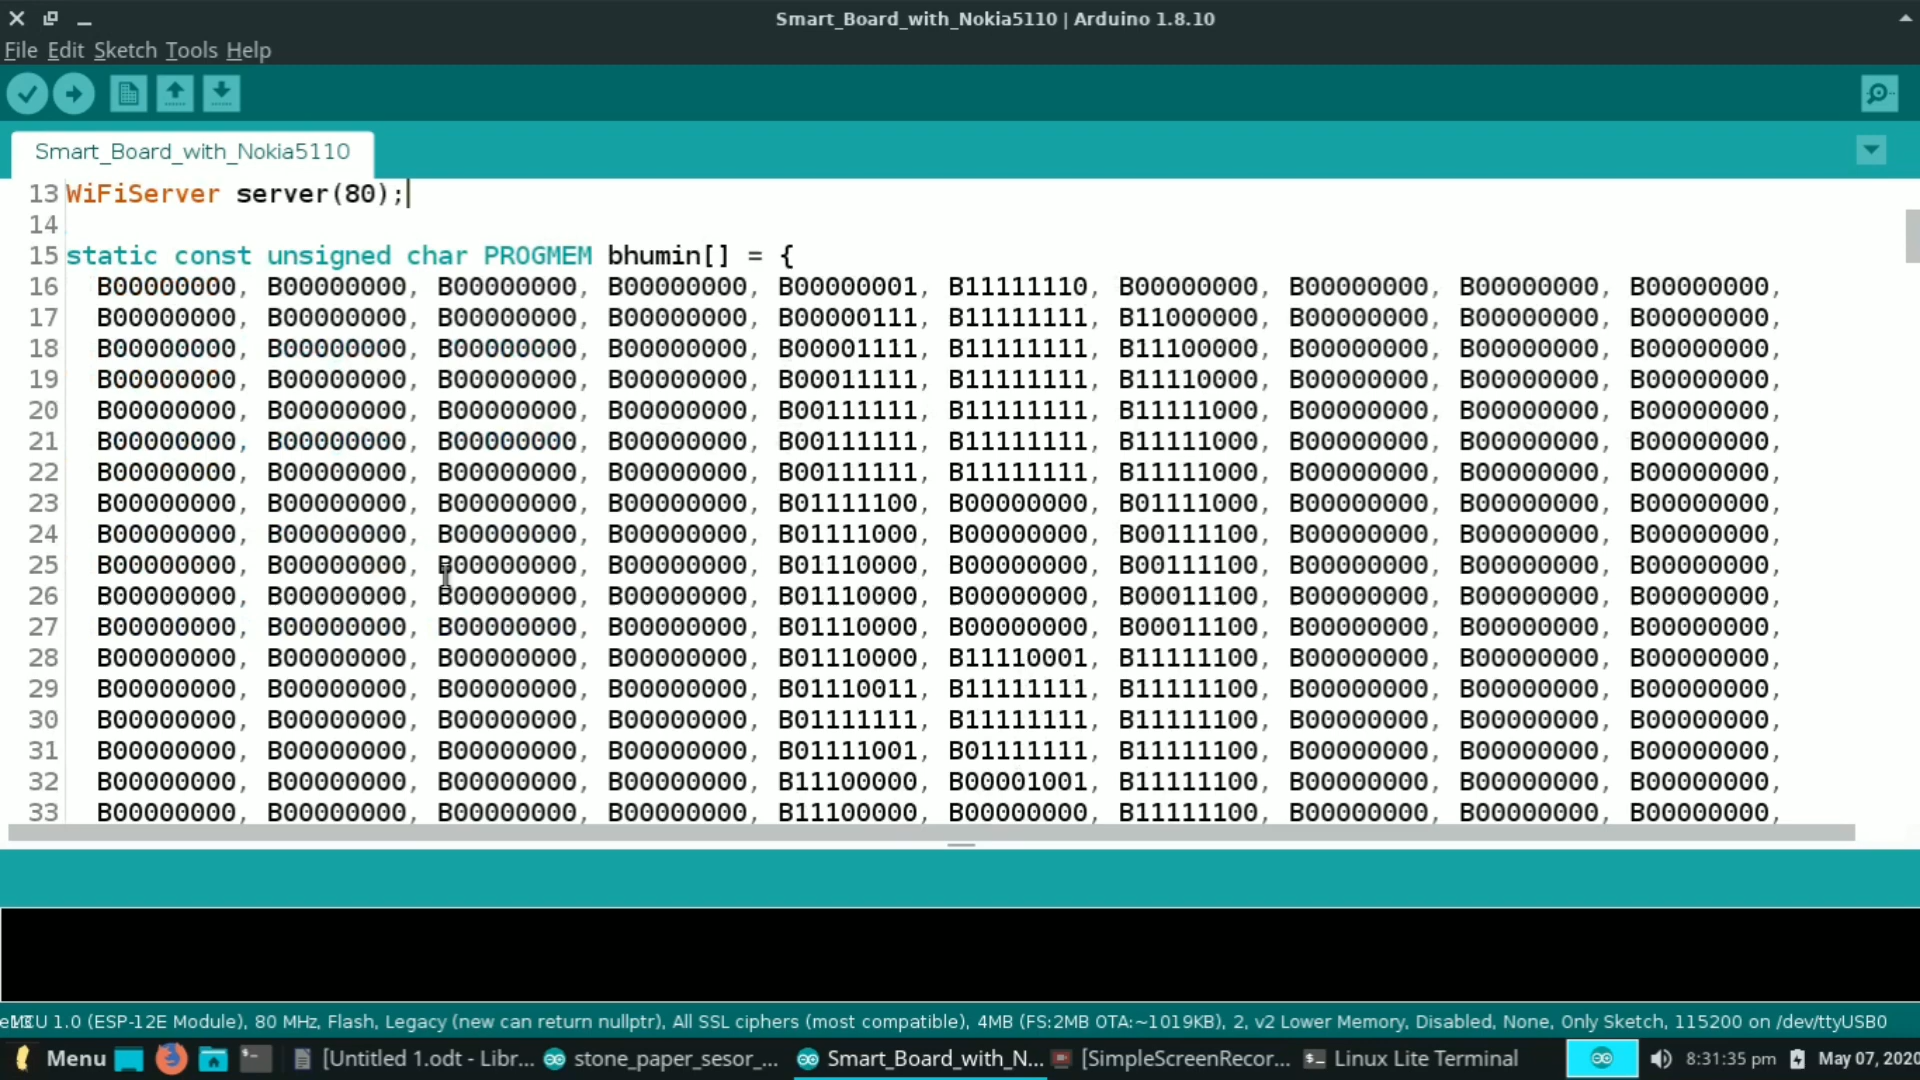 Smart_Board_with_Nokia5110 | Arduino 1.8.10
File Edit Sketch Tools Help
Smart_Board_with_Nokia5110
13 WiFiServer server(80);
14
15 static const unsigned char PROGMEM bhumin[] = {
16 B00000000, B00000000, B00000000, B00000000, B00000001, B11111110, B00000000, B00000000, B00000000, B00000000,
17 B00000000, B00000000, B00000000, B00000000, B00000111, B11111111, B11000000, B00000000, B00000000, B00000000,
18 B00000000, B00000000, B00000000, B00000000, B00001111, B11111111, B11100000, B00000000, B00000000, B00000000,
19 B00000000, B00000000, B00000000, B00000000, B00011111, B11111111, B11110000, B00000000, B00000000, B00000000,
20 B00000000, B00000000, B00000000, B00000000, B00111111, B11111111, B11111000, B00000000, B00000000, B00000000,
21 B00000000, B00000000, B00000000, B00000000, B00111111, B11111111, B11111000, B00000000, B00000000, B00000000,
22 B00000000, B00000000, B00000000, B00000000, B00111111, B11111111, B11111000, B00000000, B00000000, B00000000,
23 B00000000, B00000000, B00000000, B00000000, B01111100, B00000000, B01111000, B00000000, B00000000, B00000000,
24 B00000000, B00000000, B00000000, B00000000, B01111000, B00000000, B00111100, B00000000, B00000000, B00000000,
25 B00000000, B00000000, B00000000, B00000000, B01110000, B00000000, B00111100, B00000000, B00000000, B00000000,
26 B00000000, B00000000, B00000000, B00000000, B01110000, B00000000, B00011100, B00000000, B00000000, B00000000,
27 B00000000, B00000000, B00000000, B00000000, B01110000, B00000000, B00011100, B00000000, B00000000, B00000000,
28 B00000000, B00000000, B00000000, B00000000, B01110000, B11110001, B11111100, B00000000, B00000000, B00000000,
29 B00000000, B00000000, B00000000, B00000000, B01110011, B11111111, B11111100, B00000000, B00000000, B00000000,
30 B00000000, B00000000, B00000000, B00000000, B01111111, B11111111, B11111100, B00000000, B00000000, B00000000,
31 B00000000, B00000000, B00000000, B00000000, B01111001, B01111111, B11111100, B00000000, B00000000, B00000000,
32 B00000000, B00000000, B00000000, B00000000, B11100000, B00001001, B11111100, B00000000, B00000000, B00000000,
33 B00000000, B00000000, B00000000, B00000000, B11100000, B00000000, B11111100, B00000000, B00000000, B00000000,
1.0 (ESP-12E Module), 80 MHz, Flash, Legacy (new can return nullptr), All SSL ciphers (most compatible), 4MB (FS:2MB OTA:~1019KB), 2, v2 Lower Memory, Disabled, None, Only Sketch, 115200 on /dev/ttyUSB0
Menu [Untitled 1.odt - Libr... stone_paper_sesor_... Smart_Board_with_N... [SimpleScreenRecor... Linux Lite Terminal 8:31:35 pm May 07, 2020